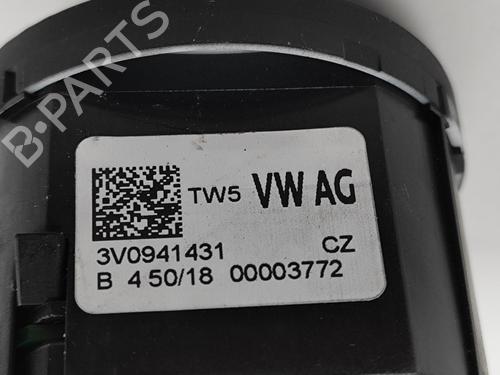 B-PARTS
TW5 VW AG
3V0941431 CZ
B 4 50/18 00003772